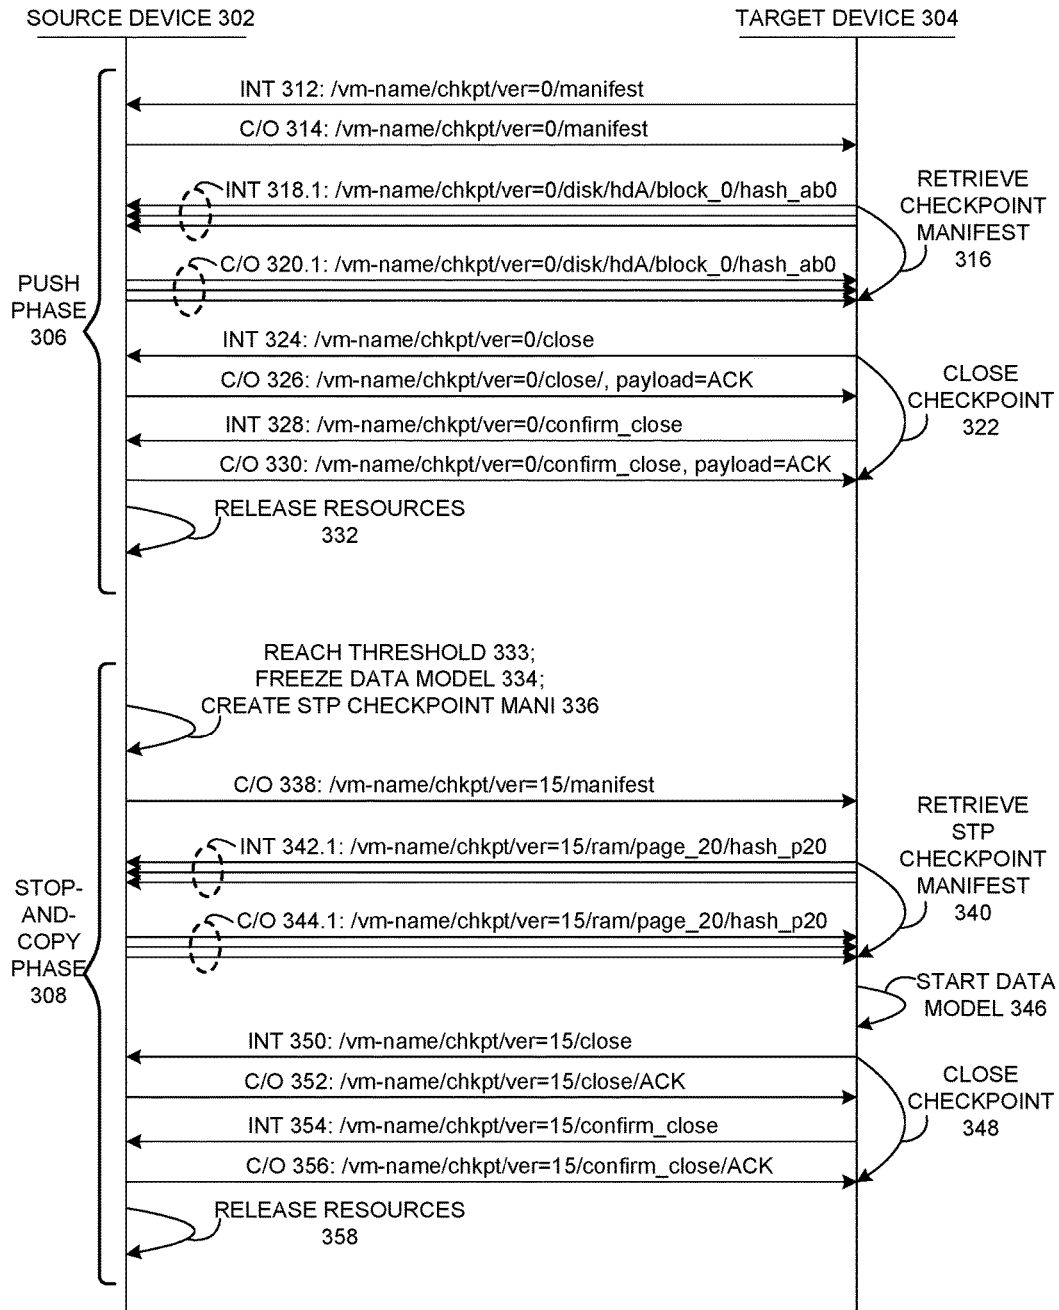 SOURCE DEVICE 302
TARGET DEVICE 304
INT 312: /vm-name/chkpt/ver=0/manifest
C/O 314: /vm-name/chkpt/ver=0/manifest
INT 318.1: /vm-name/chkpt/ver=0/disk/hdA/block_0/hash_ab0
RETRIEVE
CHECKPOINT
MANIFEST
316
C/O 320.1: /vm-name/chkpt/ver=0/disk/hdA/block_0/hash_ab0
PUSH
PHASE
306
INT 324: /vm-name/chkpt/ver=0/close
C/O 326: /vm-name/chkpt/ver=0/close/, payload=ACK
CLOSE
CHECKPOINT
322
INT 328: /vm-name/chkpt/ver=0/confirm_close
C/O 330: /vm-name/chkpt/ver=0/confirm_close, payload=ACK
RELEASE RESOURCES
332
REACH THRESHOLD 333;
FREEZE DATA MODEL 334;
CREATE STP CHECKPOINT MANI 336
C/O 338: /vm-name/chkpt/ver=15/manifest
INT 342.1: /vm-name/chkpt/ver=15/ram/page_20/hash_p20
RETRIEVE
STP
CHECKPOINT
MANIFEST
340
C/O 344.1: /vm-name/chkpt/ver=15/ram/page_20/hash_p20
STOP-
AND-
COPY
PHASE
308
START DATA
MODEL 346
INT 350: /vm-name/chkpt/ver=15/close
C/O 352: /vm-name/chkpt/ver=15/close/ACK
CLOSE
CHECKPOINT
348
INT 354: /vm-name/chkpt/ver=15/confirm_close
C/O 356: /vm-name/chkpt/ver=15/confirm_close/ACK
RELEASE RESOURCES
358